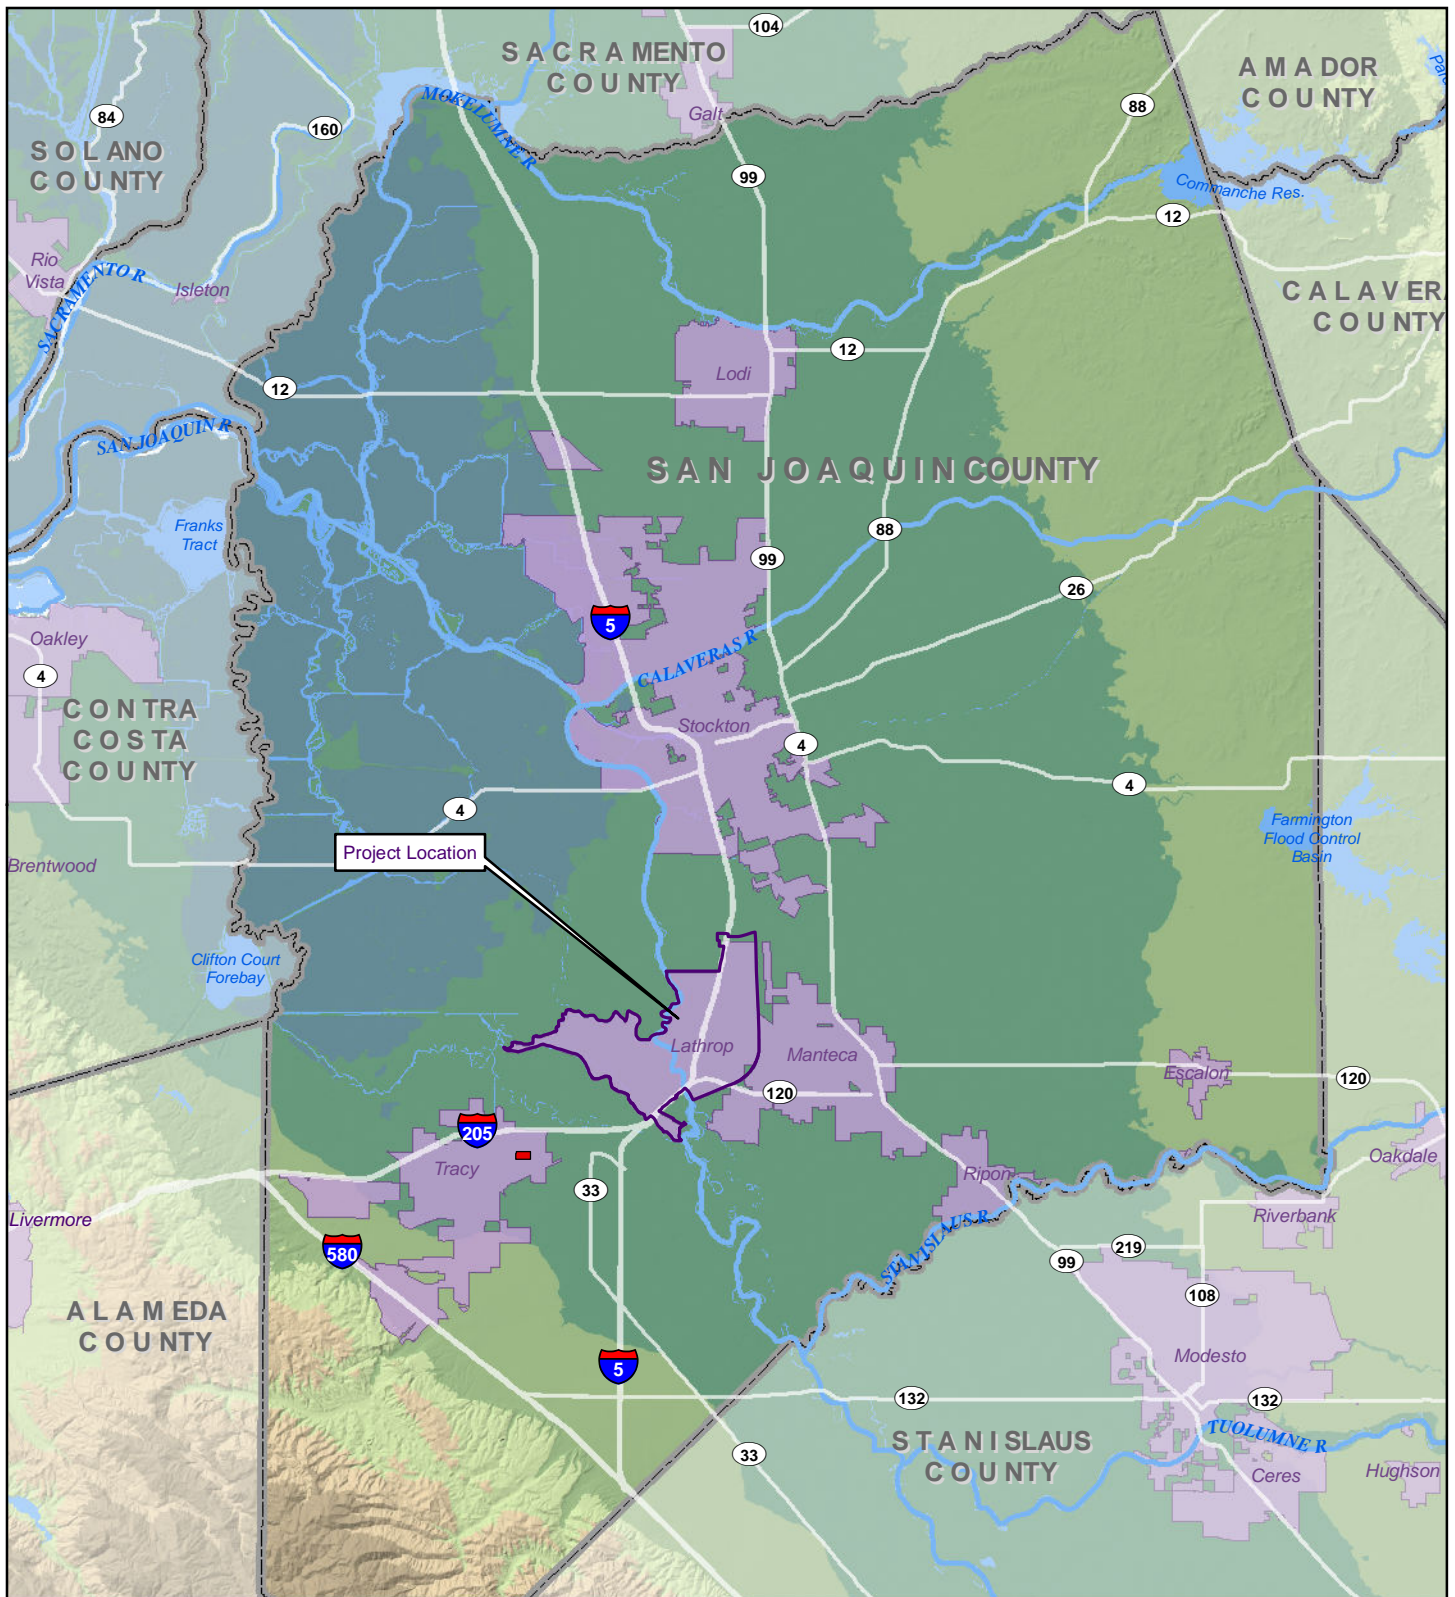 104
SACRAMENTO
COUNTY
AMADOR
COUNTY
Par
84
160
MOKELUMNE R
Galt
88
SOLANO
COUNTY
99
Commanche Res.
12
Rio
Vista
SACRAMENTO R
Isleton
CALAVER
COUNTY
12
Lodi
12
SAN JOAQUIN R
SAN JOAQUIN COUNTY
Franks
Tract
88
99
26
5
Oakley
4
CALAVERAS R
CONTRA
COSTA
COUNTY
Stockton
4
4
4
Farmington
Flood Control
Basin
Project Location
Brentwood
Clifton Court
Forebay
Lathrop
Manteca
Escalon
120
120
205
Tracy
Oakdale
Ripon
33
Livermore
STANISLAUS R
Riverbank
580
219
99
108
ALAMEDA
COUNTY
Modesto
5
132
132
TUOLUMNE R
STANISLAUS
COUNTY
33
Ceres
Hughson